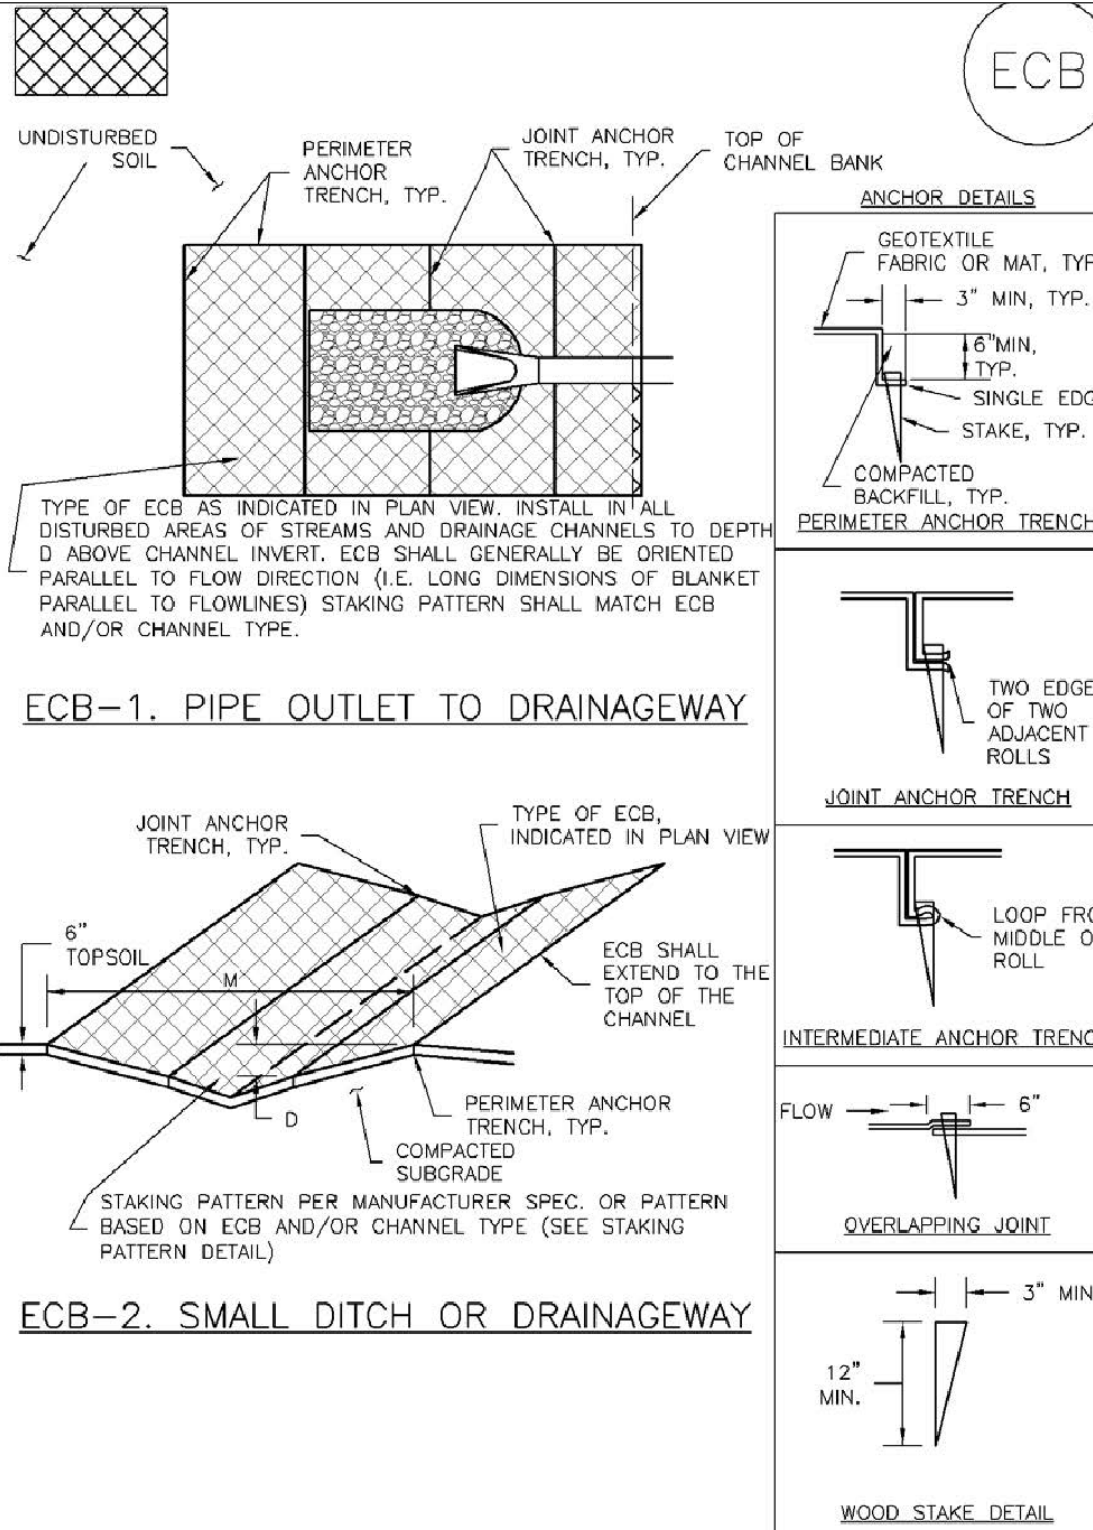 ECB
UNDISTURBED
SOIL
PERIMETER
ANCHOR
TRENCH, TYP.
JOINT ANCHOR
TRENCH, TYP.
TOP OF
CHANNEL BANK
TYPE OF ECB AS INDICATED IN PLAN VIEW. INSTALL IN ALL
DISTURBED AREAS OF STREAMS AND DRAINAGE CHANNELS TO DEPTH
D ABOVE CHANNEL INVERT. ECB SHALL GENERALLY BE ORIENTED
PARALLEL TO FLOW DIRECTION (I.E. LONG DIMENSIONS OF BLANKET
PARALLEL TO FLOWLINES) STAKING PATTERN SHALL MATCH ECB
AND/OR CHANNEL TYPE.
ECB-1. PIPE OUTLET TO DRAINAGEWAY
JOINT ANCHOR
TRENCH, TYP.
TYPE OF ECB,
INDICATED IN PLAN VIEW
6"
TOPSOIL
M
ECB SHALL
EXTEND TO THE
TOP OF THE
CHANNEL
D
PERIMETER ANCHOR
TRENCH, TYP.
COMPACTED
SUBGRADE
STAKING PATTERN PER MANUFACTURER SPEC. OR PATTERN
BASED ON ECB AND/OR CHANNEL TYPE (SEE STAKING
PATTERN DETAIL)
ECB-2. SMALL DITCH OR DRAINAGEWAY
ANCHOR DETAILS
GEOTEXTILE
FABRIC OR MAT, TYP
3" MIN, TYP.
6"MIN,
TYP.
SINGLE EDG
STAKE, TYP.
COMPACTED
BACKFILL, TYP.
PERIMETER ANCHOR TRENCH
TWO EDGE
OF TWO
ADJACENT
ROLLS
JOINT ANCHOR TRENCH
LOOP FRO
MIDDLE O
ROLL
INTERMEDIATE ANCHOR TRENC
FLOW
6"
OVERLAPPING JOINT
3" MIN
12"
MIN.
WOOD STAKE DETAIL